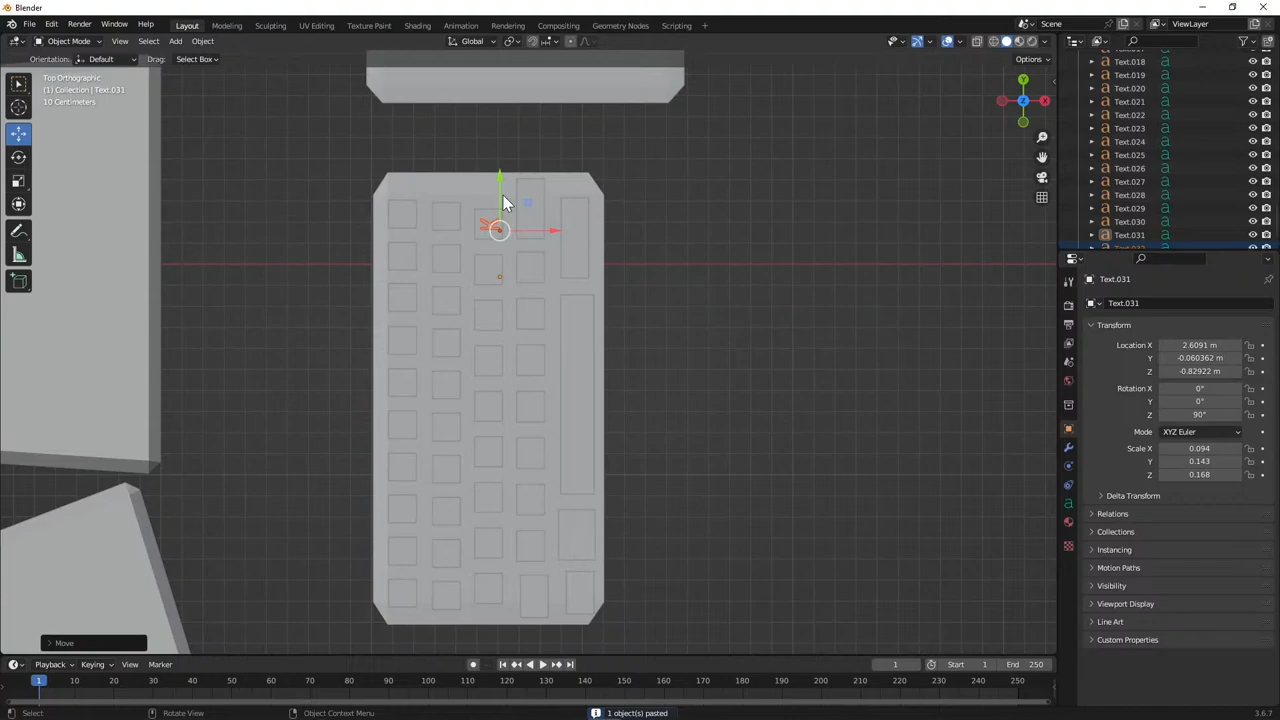 Blender
File Edit Render Window Help Layout Modeling Sculpting UV Editing Texture Paint Shading Animation Rendering Compositing Geometry Nodes Scripting + Scene ViewLayer
Object Mode View Select Add Object Global
Orientation: Default Drag: Select Box Options
Top Orthographic
(1) Collection | Text.031
10 Centimeters
Y
Z
X
Text.018
Text.019
Text.020
Text.021
Text.022
Text.023
Text.024
Text.025
Text.026
Text.027
Text.028
Text.029
Text.030
Text.031
Text.031
Text.031
Transform
Location X 2.6091 m
Y -0.060362 m
Z -0.82922 m
Rotation X 0°
Y 0°
Z 90°
Mode XYZ Euler
Scale X 0.094
Y 0.143
Z 0.168
Delta Transform
Relations
Collections
Instancing
Motion Paths
Visibility
Viewport Display
Line Art
Custom Properties
Move
Playback Keying View Marker 1 Start 1 End 250
1 10 20 30 40 50 60 70 80 90 100 110 120 130 140 150 160 170 180 190 200 210 220 230 240 250
Select Rotate View Object Context Menu 1 object(s) pasted 3.6.7